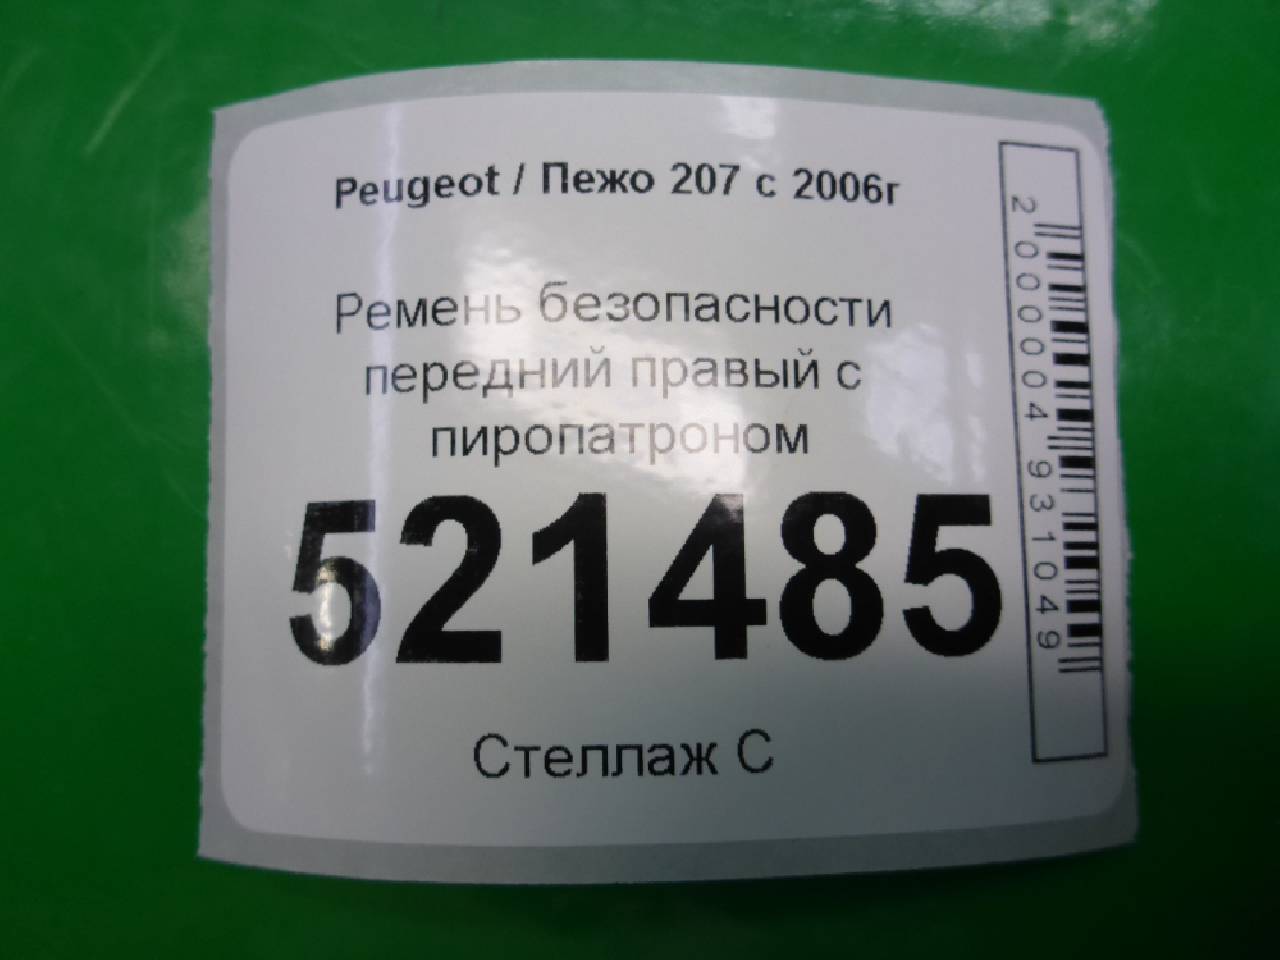 Peugeot / Пежо 207 с 2006г
Ремень безопасности
передний правый с
пиропатроном
521485
Стеллаж С
2000004931049